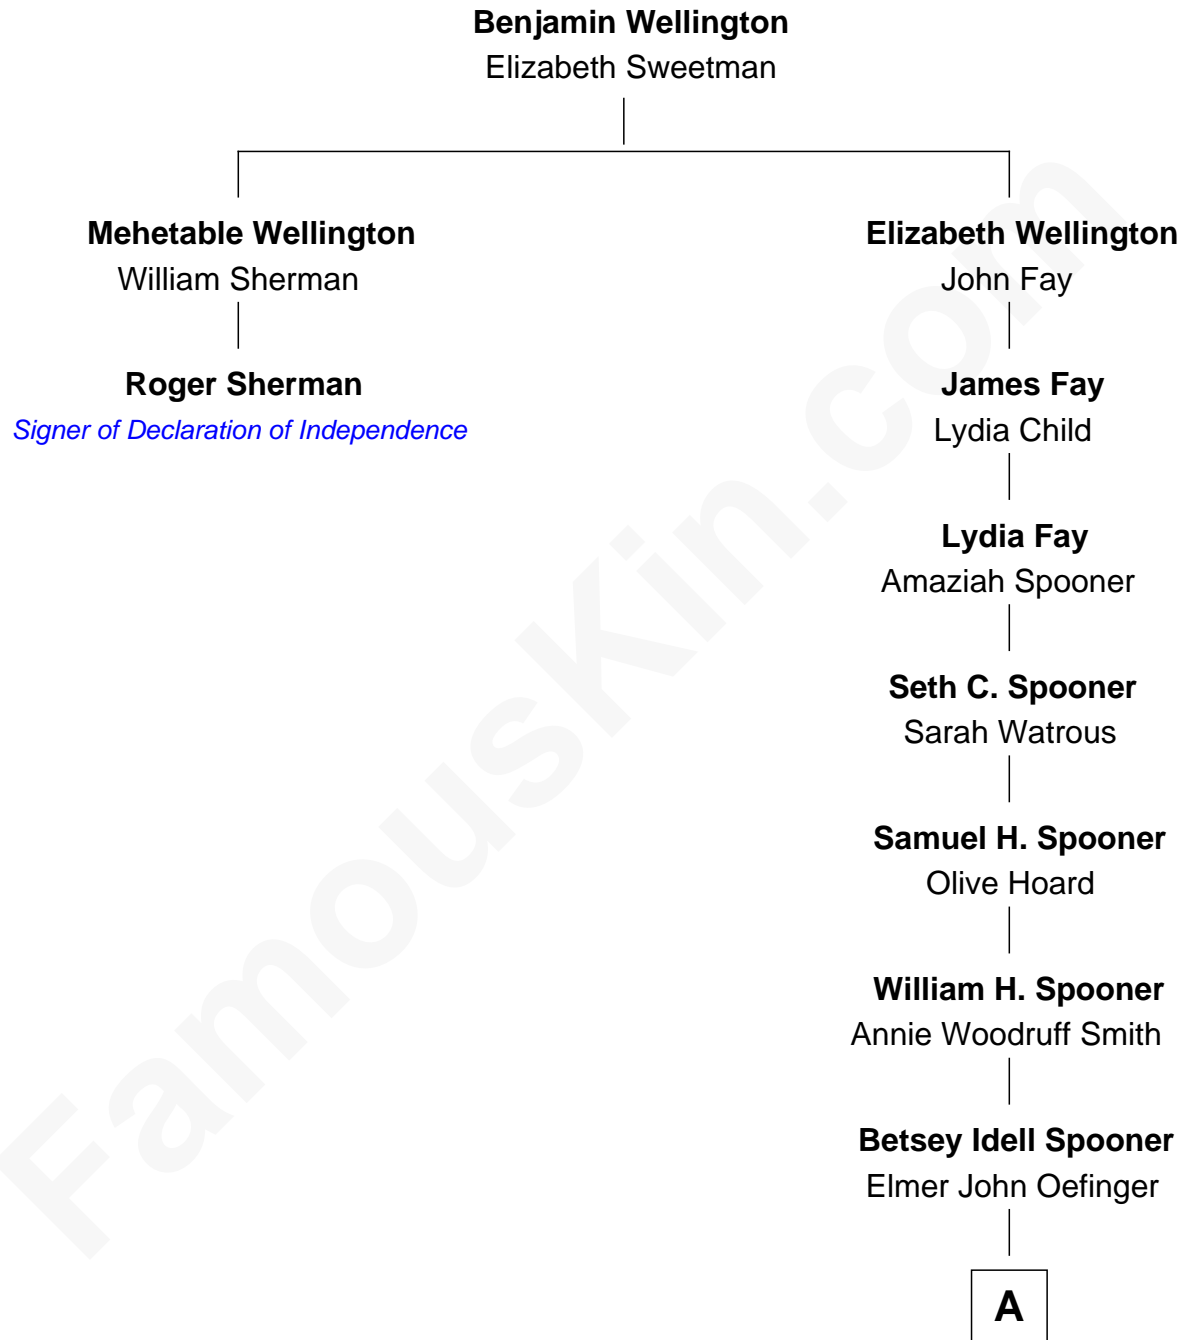 Benjamin Wellington
Elizabeth Sweetman
Mehetable Wellington
William Sherman
Roger Sherman
Signer of Declaration of Independence
Elizabeth Wellington
John Fay
James Fay
Lydia Child
Lydia Fay
Amaziah Spooner
Seth C. Spooner
Sarah Watrous
Samuel H. Spooner
Olive Hoard
William H. Spooner
Annie Woodruff Smith
Betsey Idell Spooner
Elmer John Oefinger
A
FamousKin.com